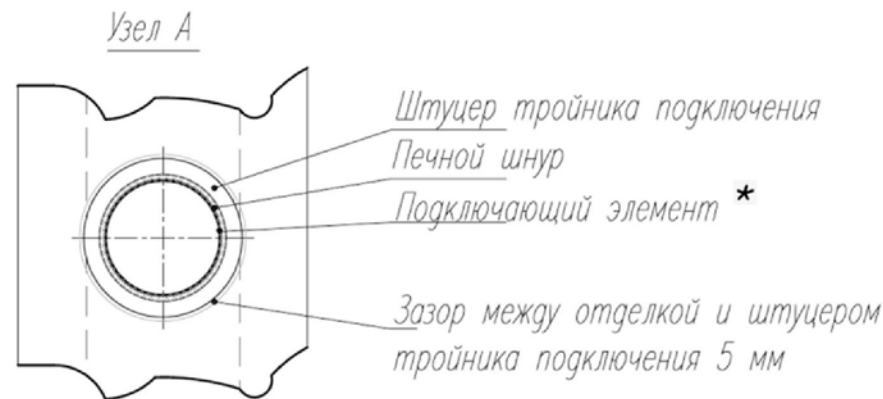 Узел А
Штуцер тройника подключения
Печной шнур
Подключающий элемент *
Зазор между отделкой и штуцером
тройника подключения 5 мм